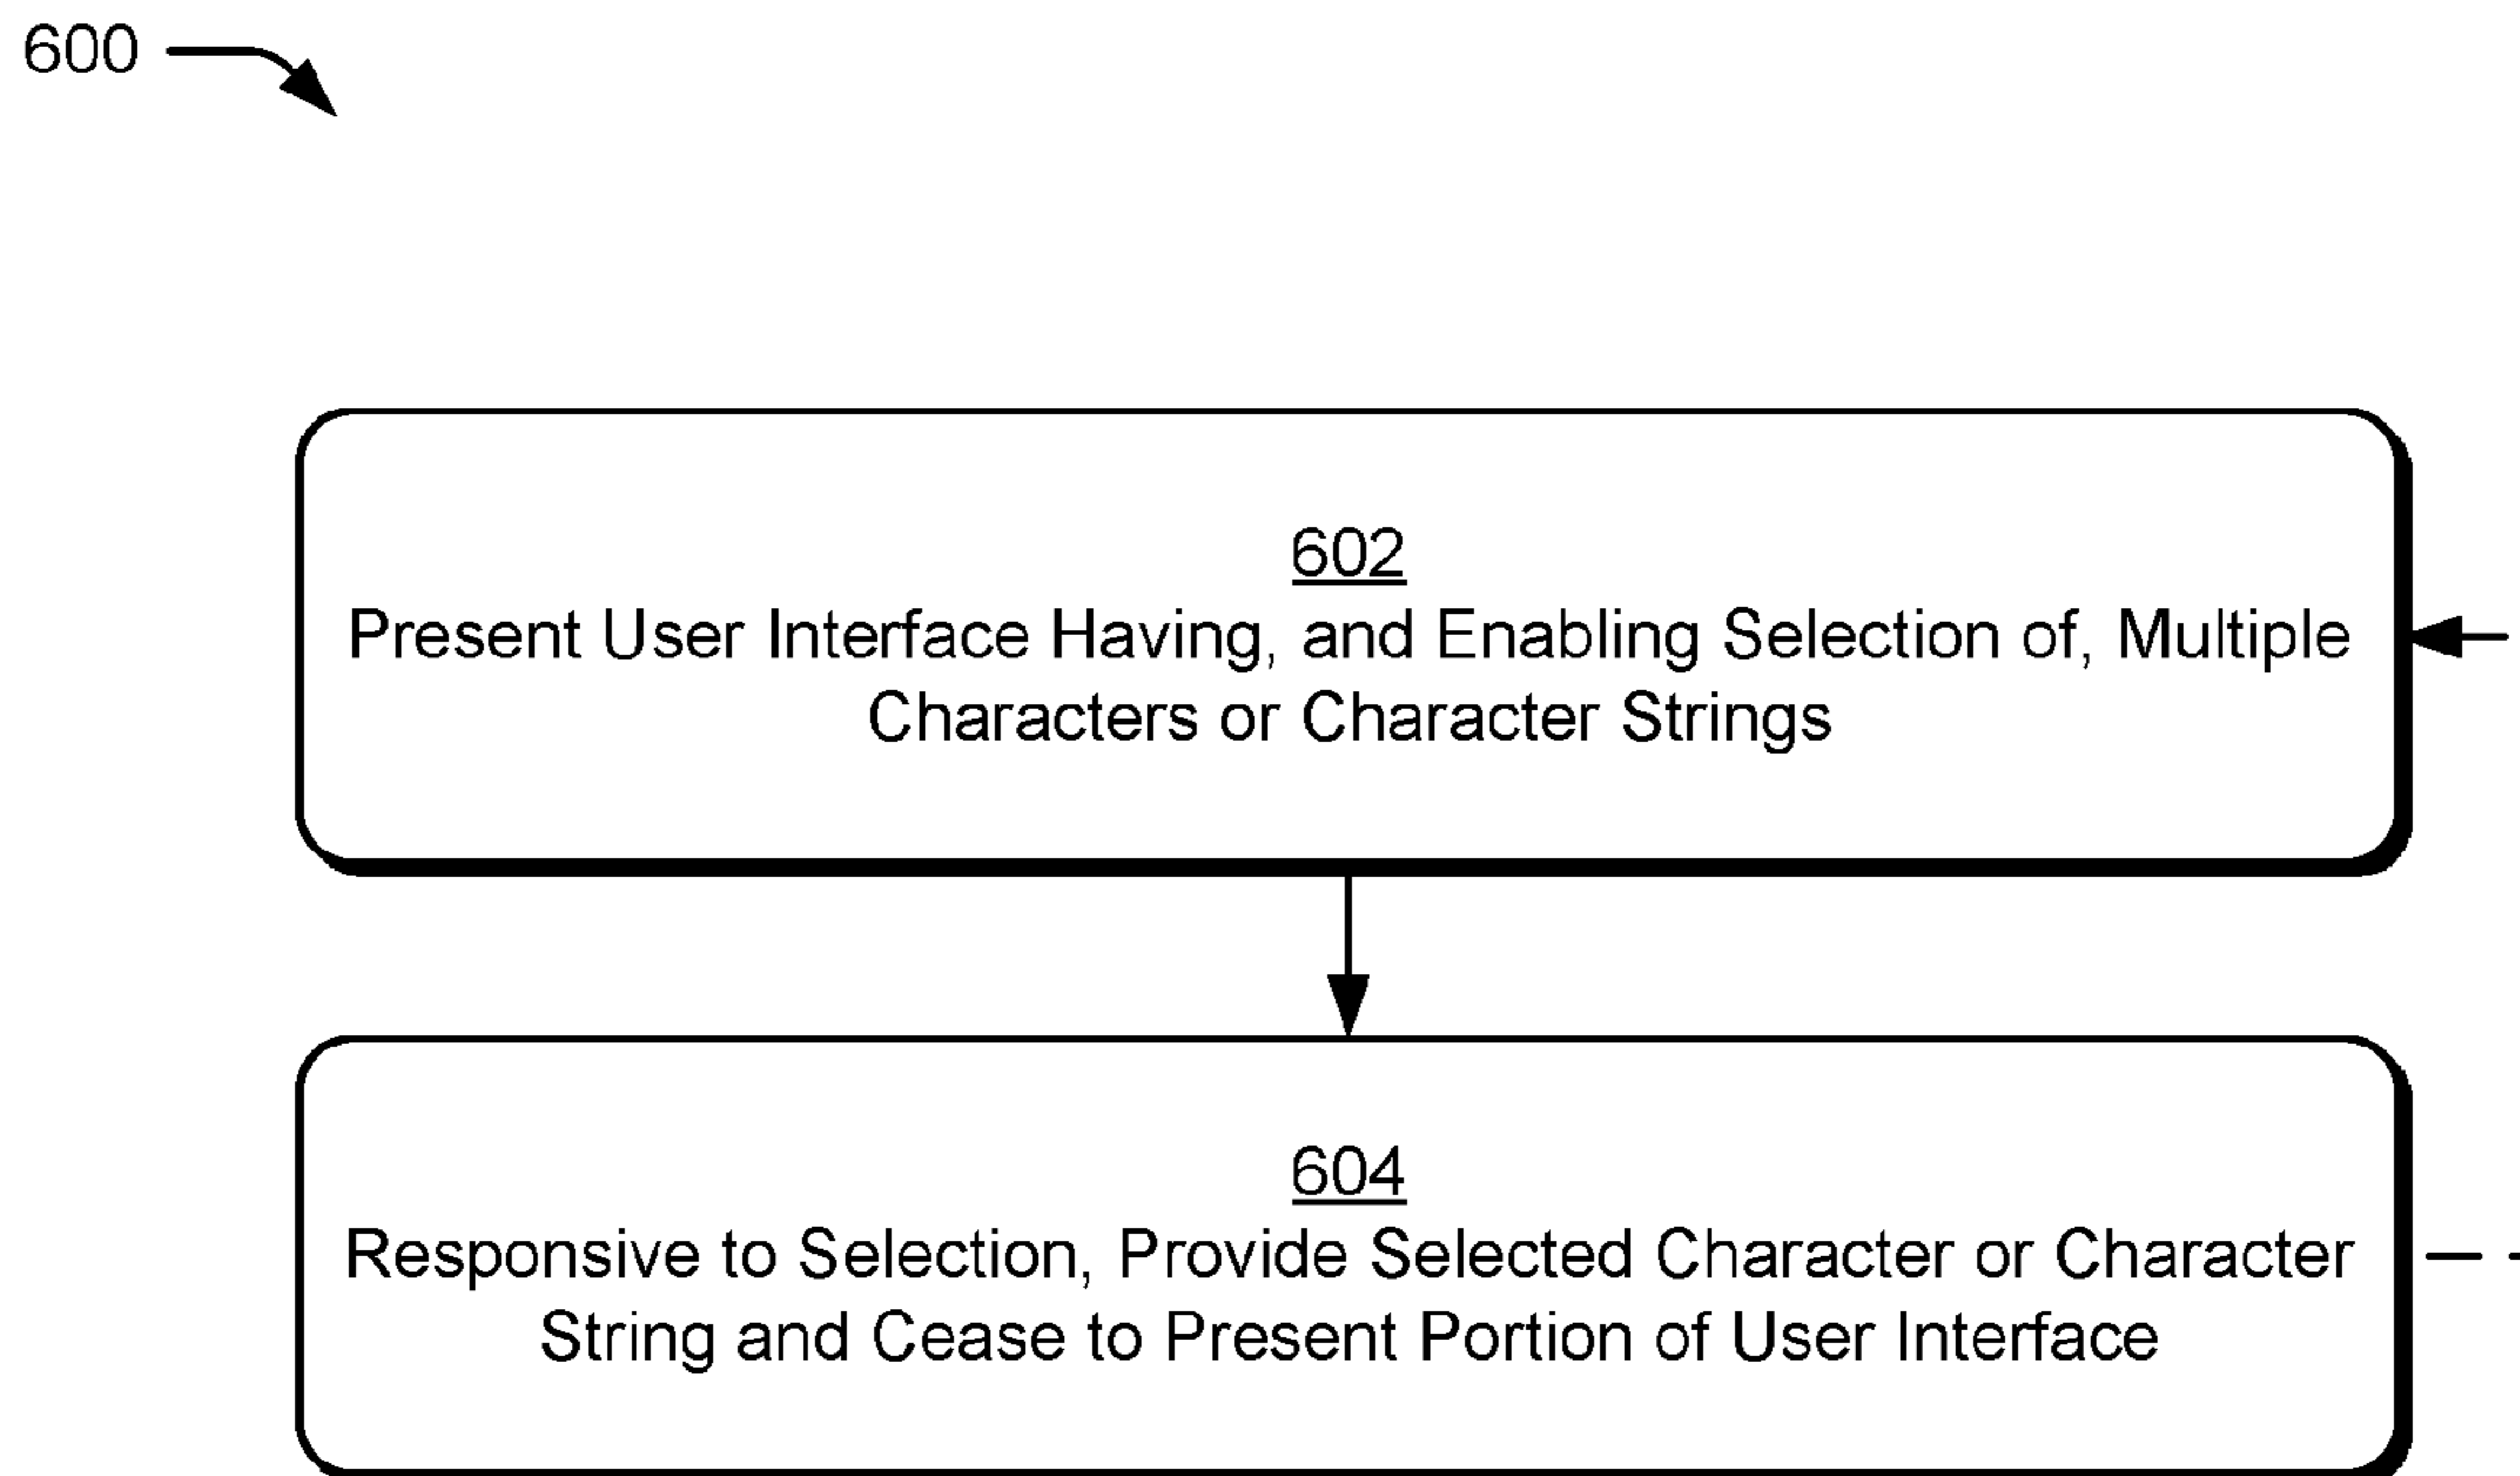 600
602
Present User Interface Having, and Enabling Selection of, Multiple
Characters or Character Strings
604
Responsive to Selection, Provide Selected Character or Character
String and Cease to Present Portion of User Interface